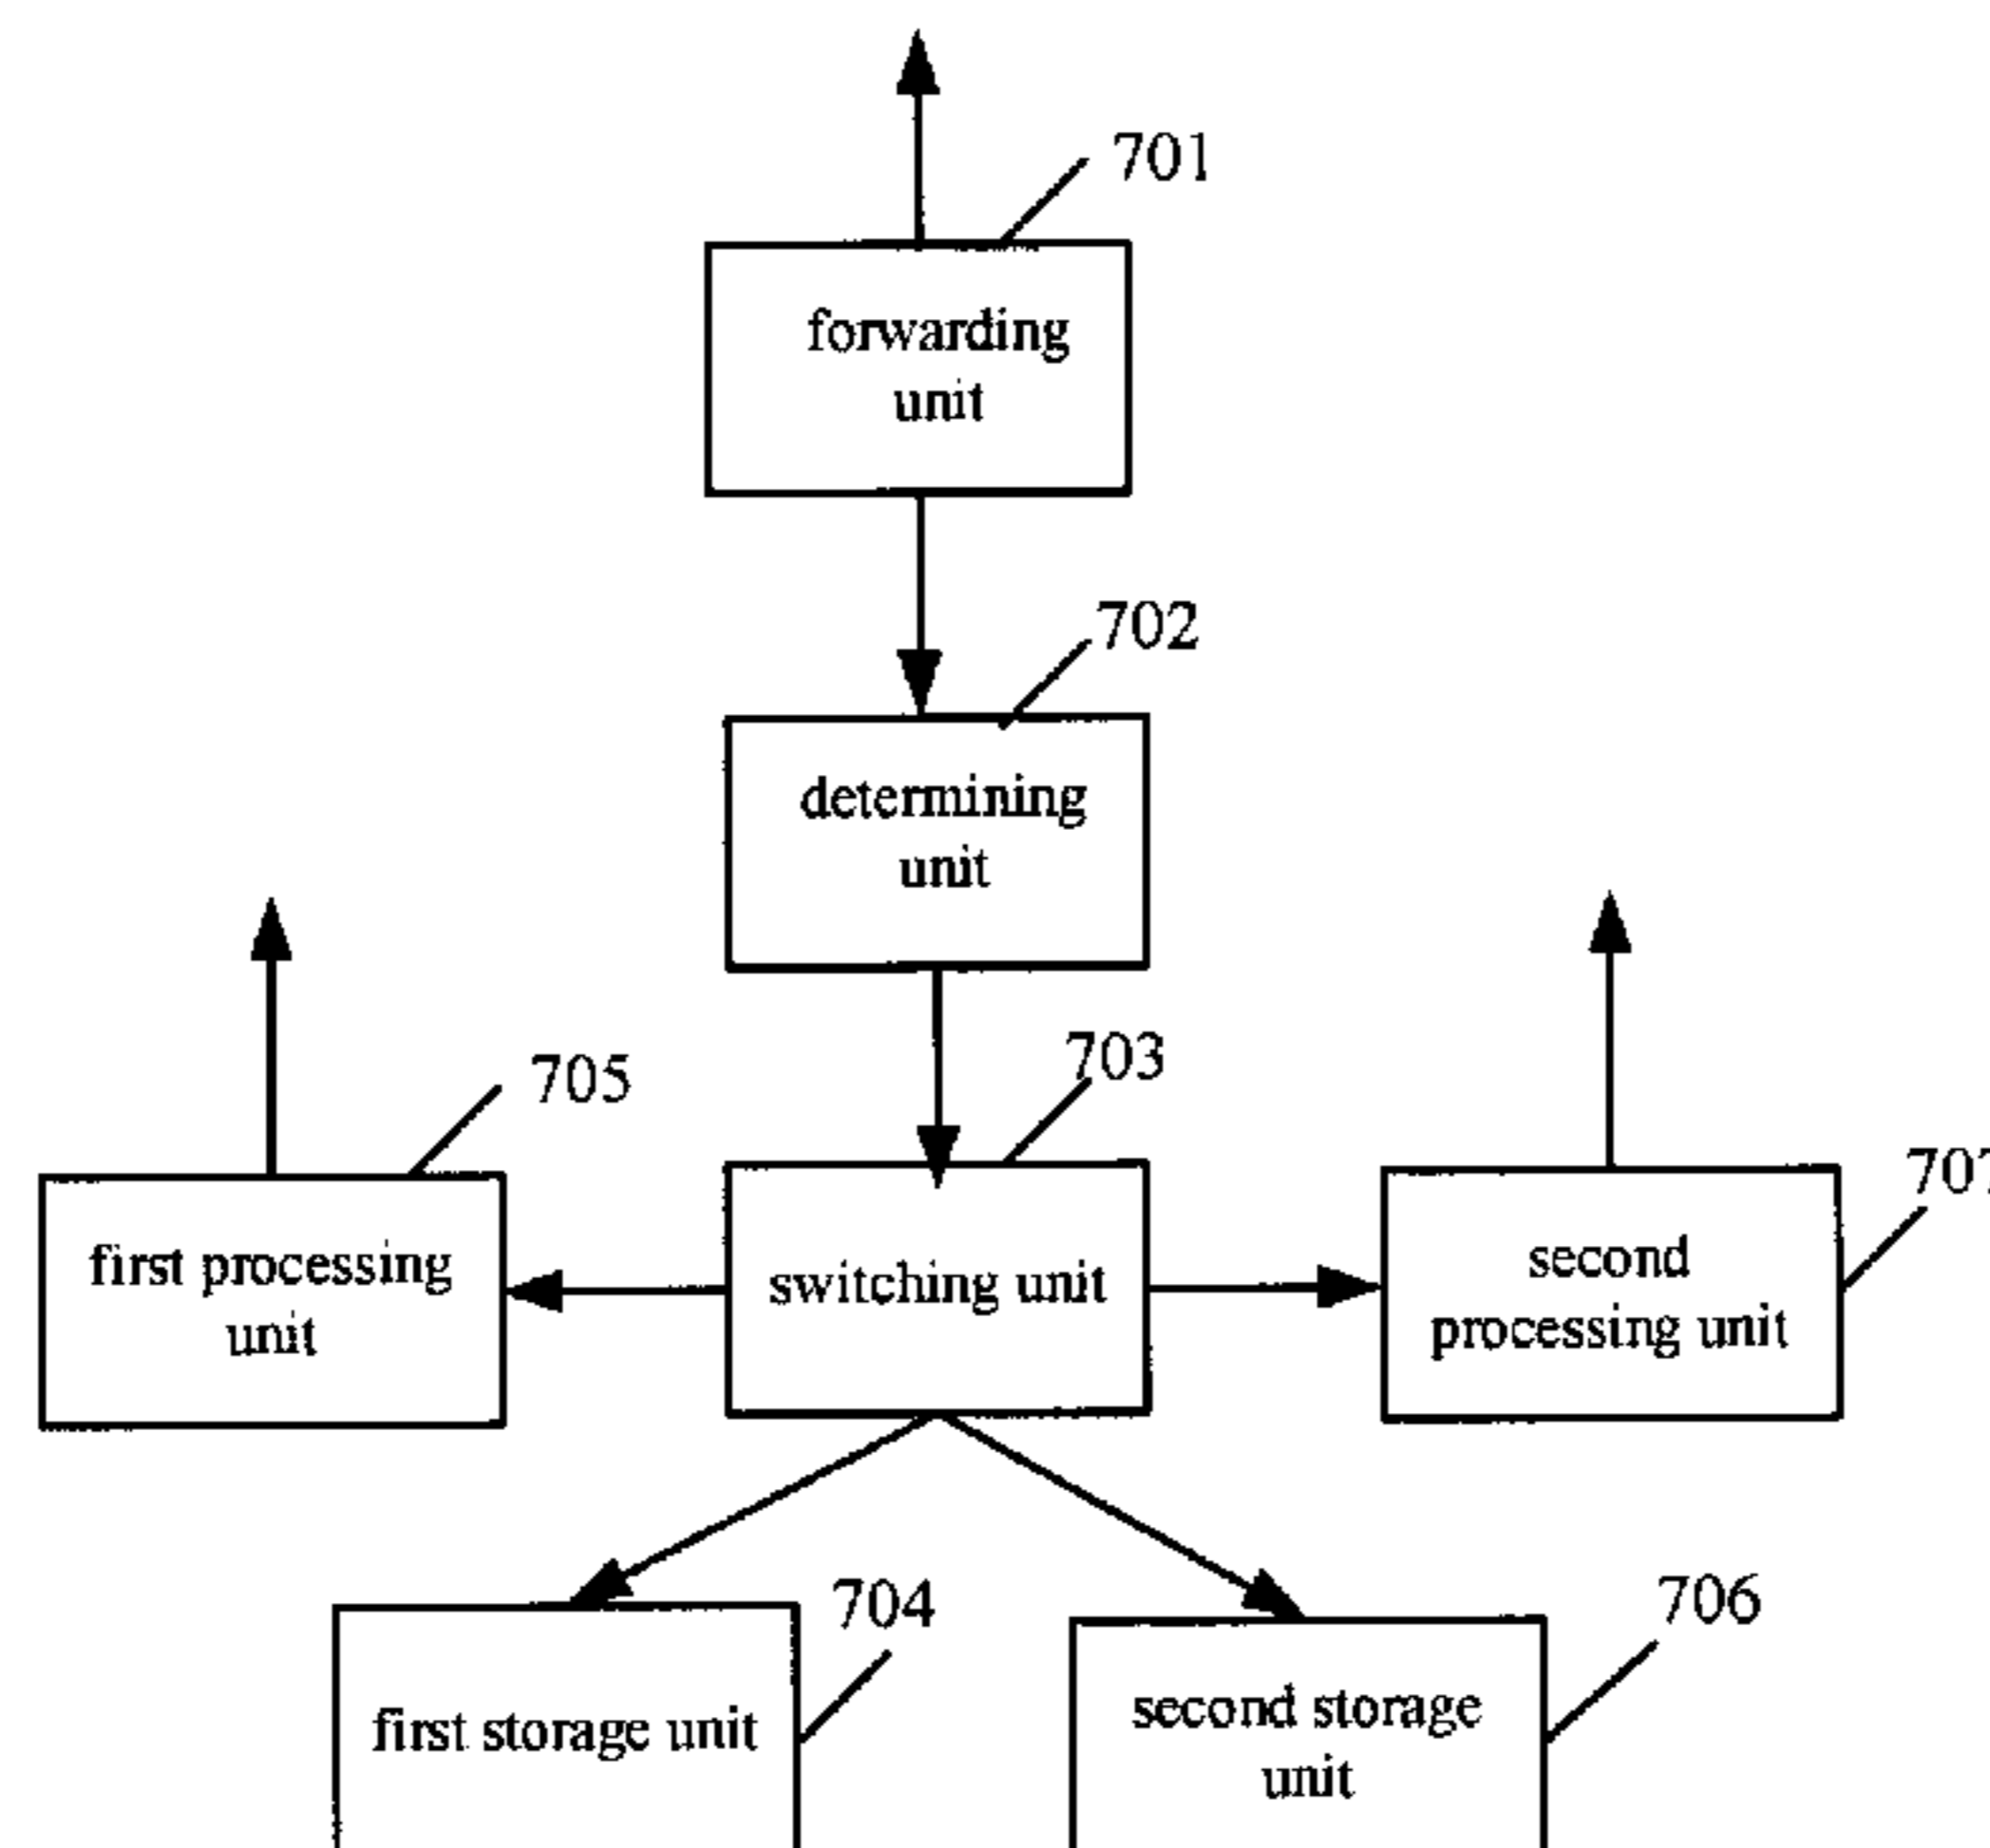 701
forwarding
unit
702
determining
unit
703
705
707
first processing
unit
switching unit
second
processing unit
704
706
first storage unit
second storage
unit